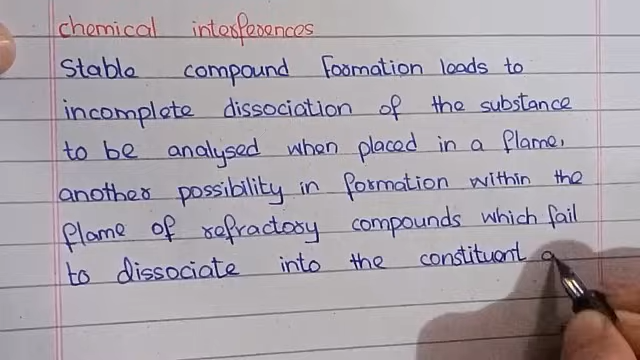 chemical interferences
Stable compound formation leads to
incomplete dissociation of the substance
to be analysed when placed in a flame,
another possibility in formation within the
flame of refractory compounds which fail
to dissociate into the constituent